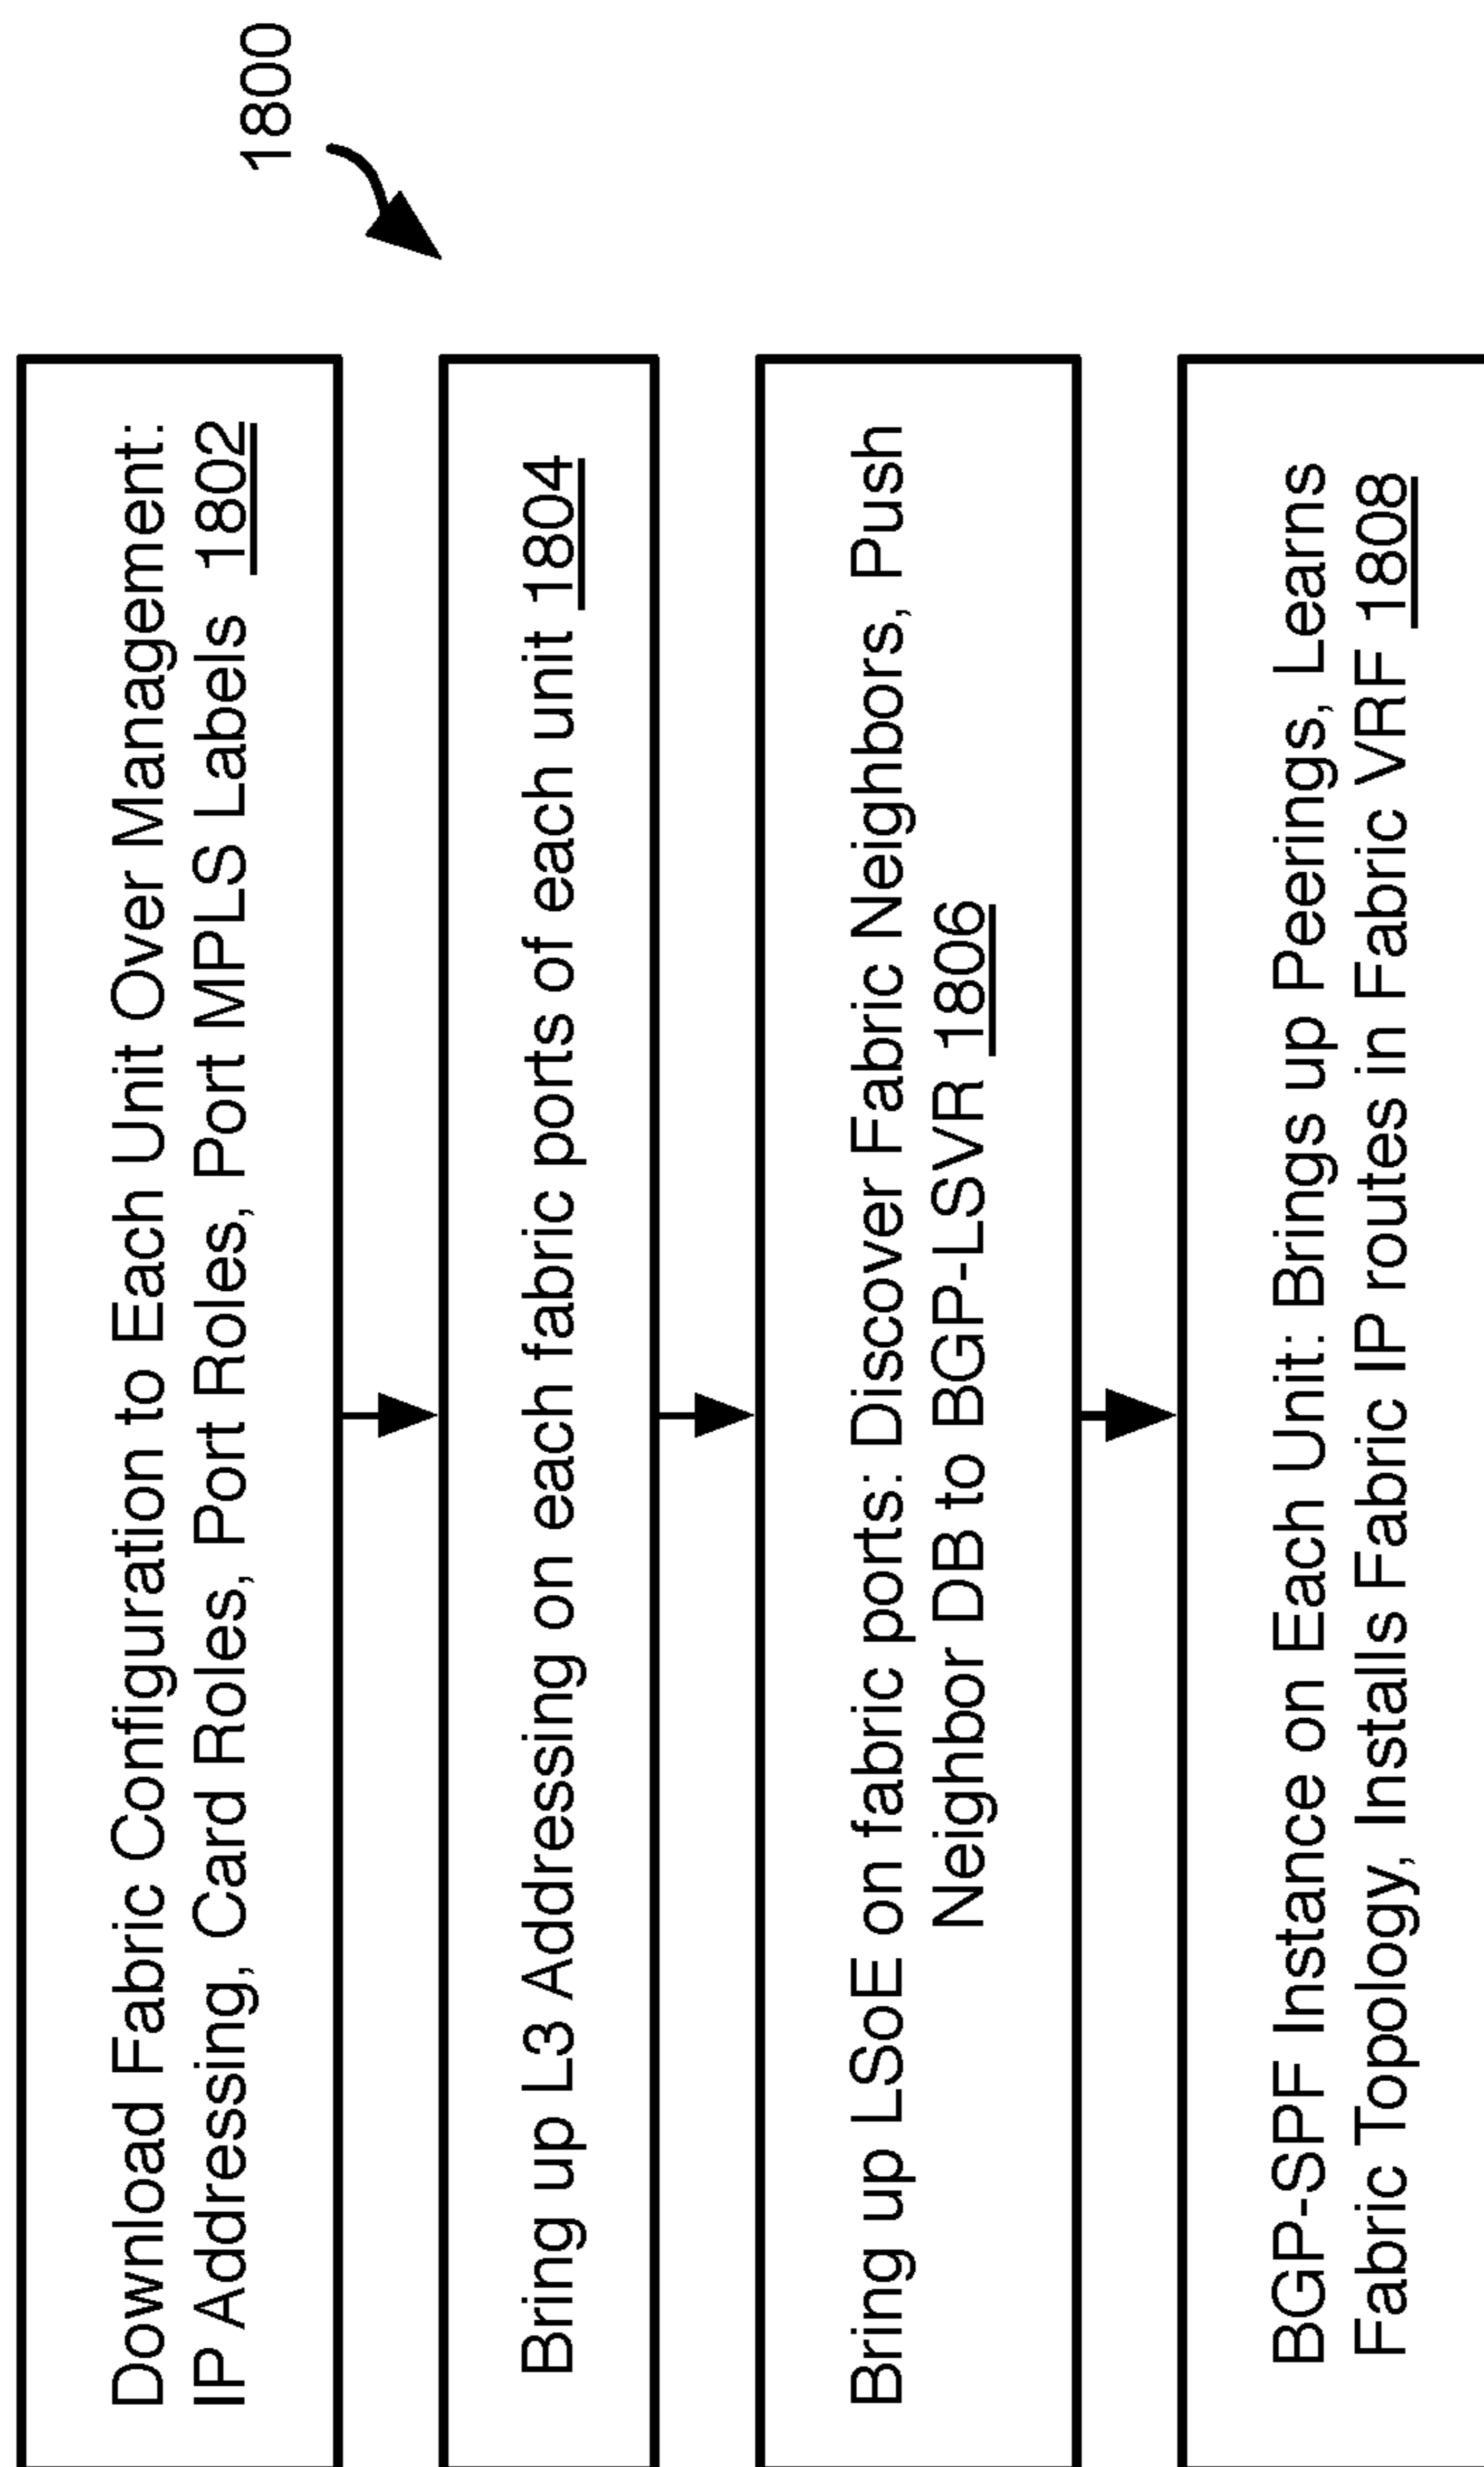 1800
Download Fabric Configuration to Each Unit Over Management:
IP Addressing, Card Roles, Port Roles, Port MPLS Labels 1802
Bring up L3 Addressing on each fabric ports of each unit 1804
Bring up LSoE on fabric ports: Discover Fabric Neighbors, Push
Neighbor DB to BGP-LSVR 1806
BGP-SPF Instance on Each Unit: Brings up Peerings, Learns
Fabric Topology, Installs Fabric IP routes in Fabric VRF 1808